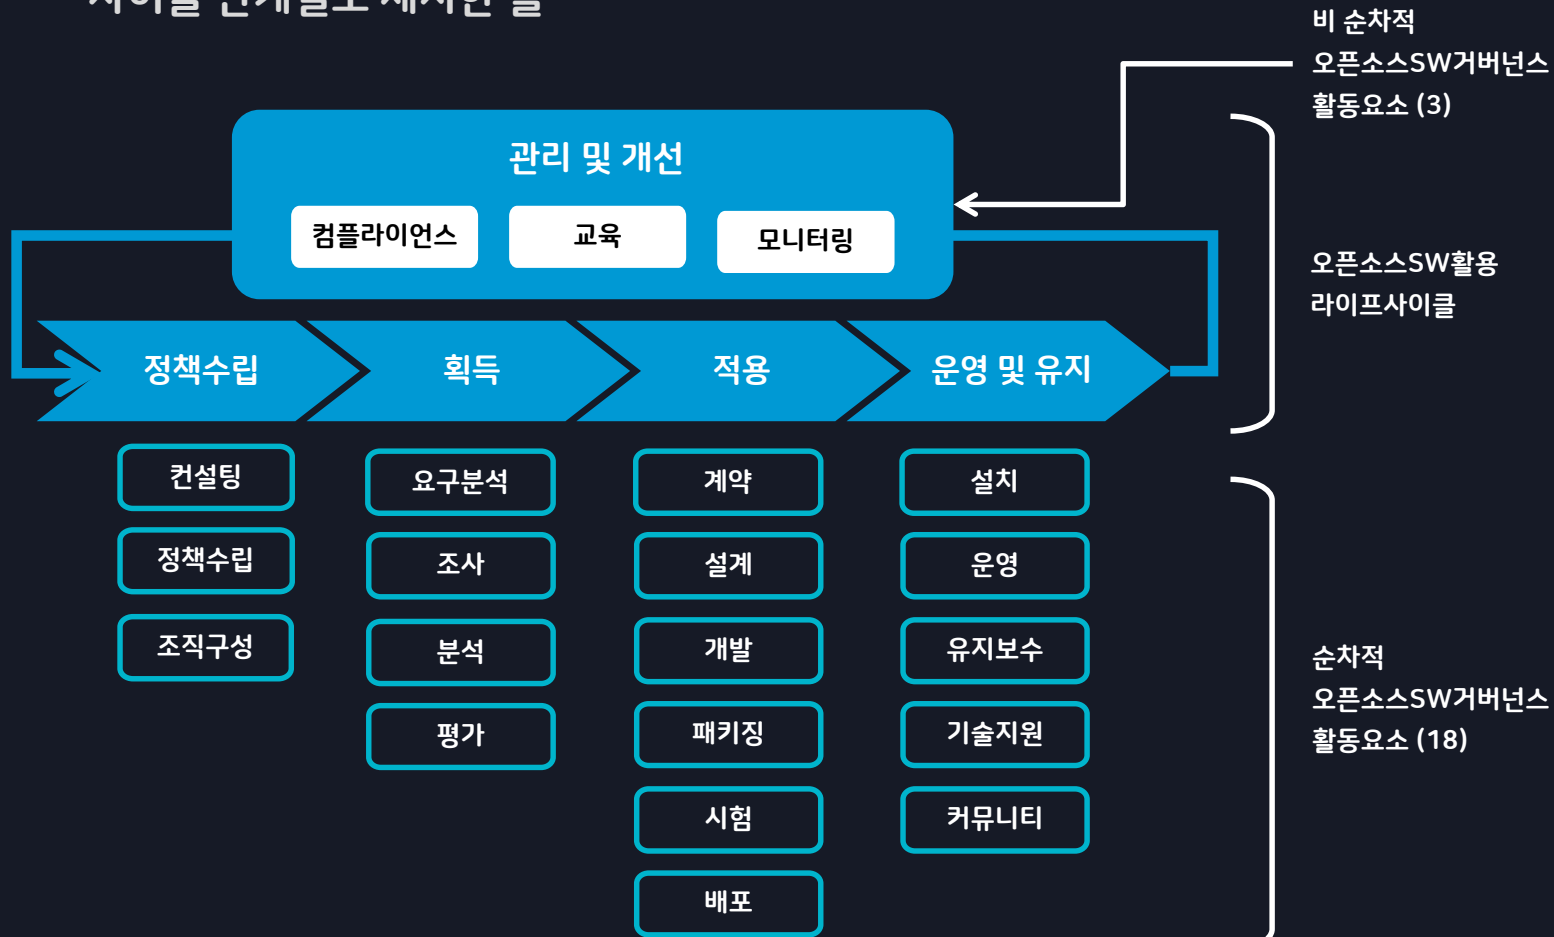 비 순차적
오픈소스SW거버넌스
활동요소 (3)
관리 및 개선
컴플라이언스
교육
모니터링
오픈소스SW활용
라이프사이클
정책수립
획득
적용
운영 및 유지
컨설팅
정책수립
조직구성
요구분석
조사
분석
평가
계약
설계
개발
패키징
시험
배포
설치
운영
유지보수
기술지원
커뮤니티
순차적
오픈소스SW거버넌스
활동요소 (18)